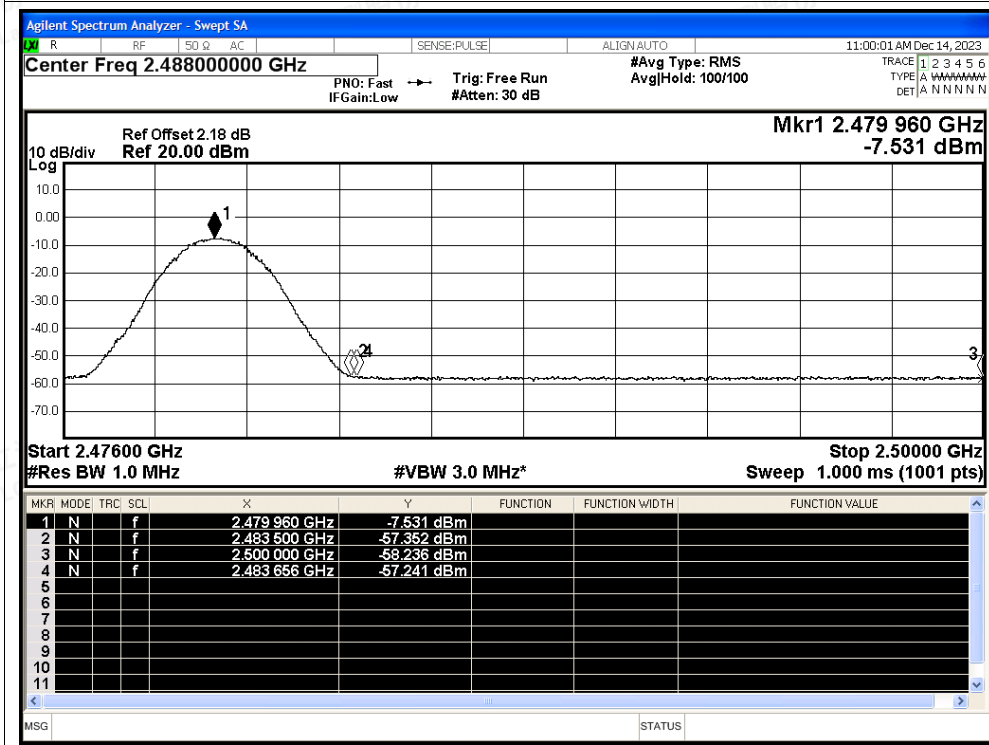 Agilent Spectrum Analyzer - Swept SA
LXI R RF 50 Ω AC SENSE:PULSE ALIGN AUTO 11:00:01 AM Dec 14, 2023
Center Freq 2.488000000 GHz
PNO: Fast
IFGain:Low
Trig: Free Run
#Atten: 30 dB
#Avg Type: RMS
Avg|Hold: 100/100
TRACE 1 2 3 4 5 6
TYPE A WWWWW
DET A N N N N N
Ref Offset 2.18 dB
10 dB/div Ref 20.00 dBm
Log
Mkr1 2.479 960 GHz
-7.531 dBm
10.0
0.00
-10.0
-20.0
-30.0
-40.0
-50.0
-60.0
-70.0
1
2 4
3
Start 2.47600 GHz Stop 2.50000 GHz
#Res BW 1.0 MHz #VBW 3.0 MHz* Sweep 1.000 ms (1001 pts)
MKR MODE TRC SCL X Y FUNCTION FUNCTION WIDTH FUNCTION VALUE
1 N f 2.479 960 GHz -7.531 dBm
2 N f 2.483 500 GHz -57.352 dBm
3 N f 2.500 000 GHz -58.236 dBm
4 N f 2.483 656 GHz -57.241 dBm
5
6
7
8
9
10
11
MSG STATUS